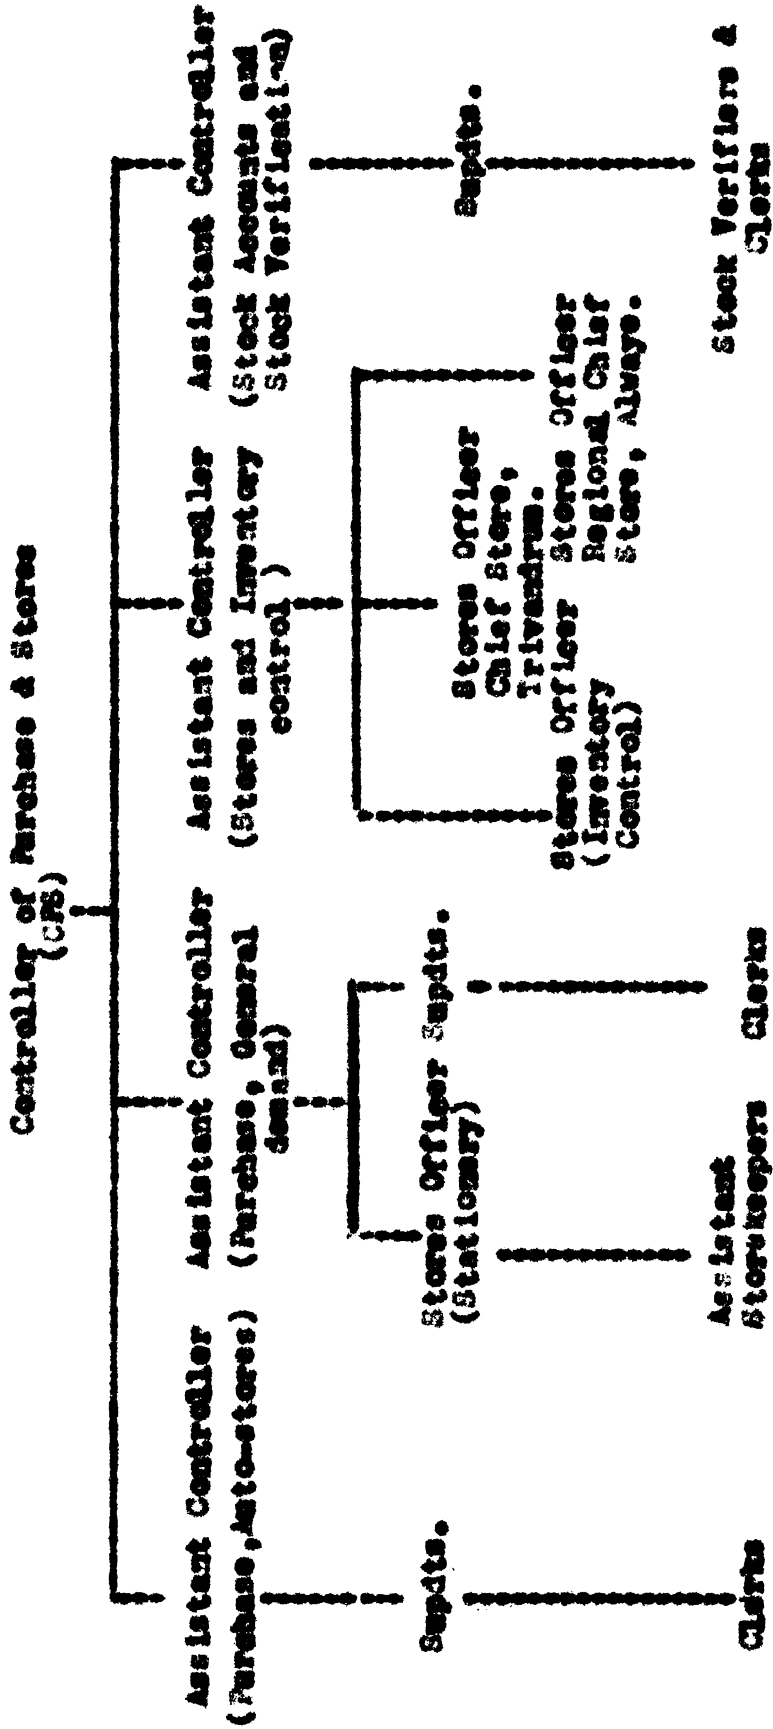 Controller of Purchase & Stores
(CPS)
Assistant Controller
(Purchase, Auto-stores)
Supdts.
Clerks
Assistant Controller
(Purchase, General
demand)
Stores Officer
(Stationary)
Assistant
Storekeepers
Supdts.
Clerks
Assistant Controller
(Stores and Inventory
control )
Stores Officer
(Inventory
Control)
Stores Officer
Chief Store,
Trivandrum.
Stores Officer
Regional Chief
Store, Alwaye.
Assistant Controller
(Stock Accounts and
Stock Verification)
Supdts.
Stock Verifiers &
Clerks